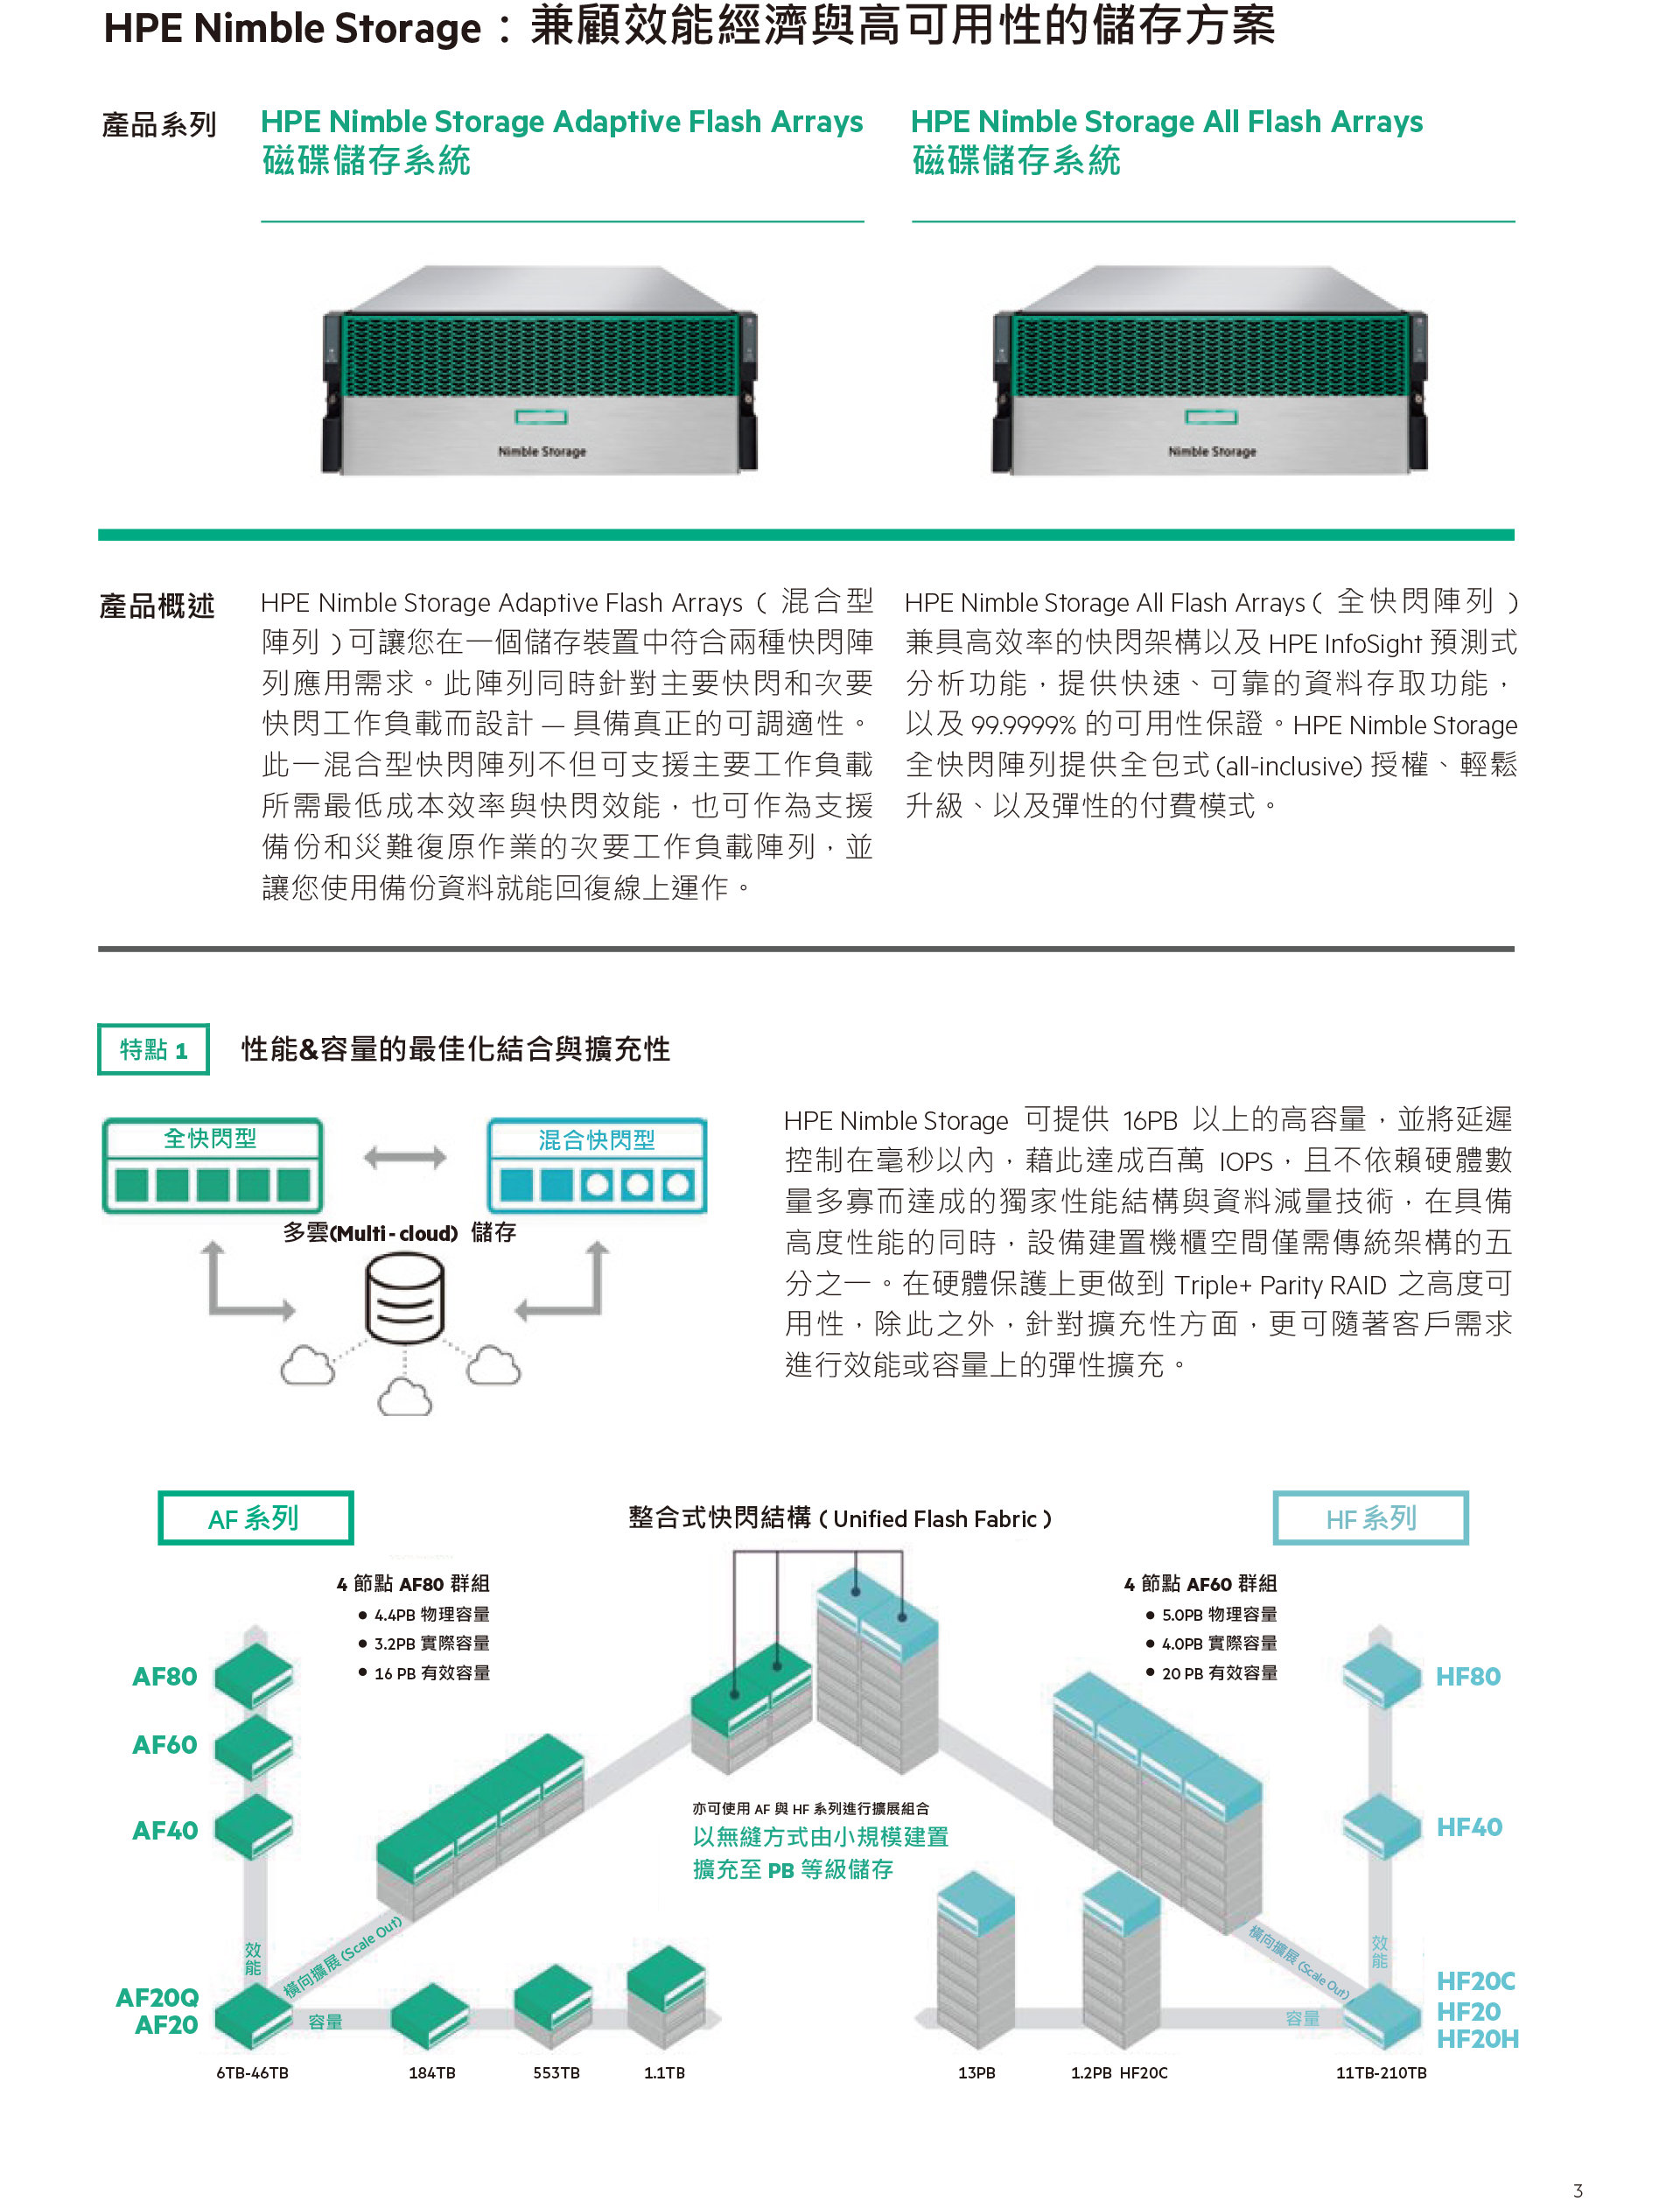 HPE Nimble Storage：兼顧效能經濟與高可用性的儲存方案
產品系列
HPE Nimble Storage Adaptive Flash Arrays
磁碟儲存系統
HPE Nimble Storage All Flash Arrays
磁碟儲存系統
Nimble Storage
Nimble Storage
產品概述
HPE Nimble Storage Adaptive Flash Arrays（混合型
陣列）可讓您在一個儲存裝置中符合兩種快閃陣
列應用需求。此陣列同時針對主要快閃和次要
快閃工作負載而設計 — 具備真正的可調適性。
此一混合型快閃陣列不但可支援主要工作負載
所需最低成本效率與快閃效能，也可作為支援
備份和災難復原作業的次要工作負載陣列，並
讓您使用備份資料就能回復線上運作。
HPE Nimble Storage All Flash Arrays（全快閃陣列）
兼具高效率的快閃架構以及 HPE InfoSight 預測式
分析功能，提供快速、可靠的資料存取功能，
以及 99.9999% 的可用性保證。HPE Nimble Storage
全快閃陣列提供全包式 (all-inclusive) 授權、輕鬆
升級、以及彈性的付費模式。
特點 1
性能&容量的最佳化結合與擴充性
全快閃型
混合快閃型
多雲(Multi-cloud) 儲存
HPE Nimble Storage 可提供 16PB 以上的高容量，並將延遲
控制在毫秒以內，藉此達成百萬 IOPS，且不依賴硬體數
量多寡而達成的獨家性能結構與資料減量技術，在具備
高度性能的同時，設備建置機櫃空間僅需傳統架構的五
分之一。在硬體保護上更做到 Triple+ Parity RAID 之高度可
用性，除此之外，針對擴充性方面，更可隨著客戶需求
進行效能或容量上的彈性擴充。
AF 系列
整合式快閃結構（Unified Flash Fabric）
HF 系列
4 節點 AF80 群組
● 4.4PB 物理容量
● 3.2PB 實際容量
● 16 PB 有效容量
4 節點 AF60 群組
● 5.0PB 物理容量
● 4.0PB 實際容量
● 20 PB 有效容量
AF80
AF60
AF40
HF80
HF40
亦可使用 AF 與 HF 系列進行擴展組合
以無縫方式由小規模建置
擴充至 PB 等級儲存
效能
橫向擴展 (Scale Out)
橫向擴展 (Scale Out)
效能
AF20Q
AF20
容量
容量
HF20C
HF20
HF20H
6TB-46TB
184TB
553TB
1.1TB
13PB
1.2PB HF20C
11TB-210TB
3